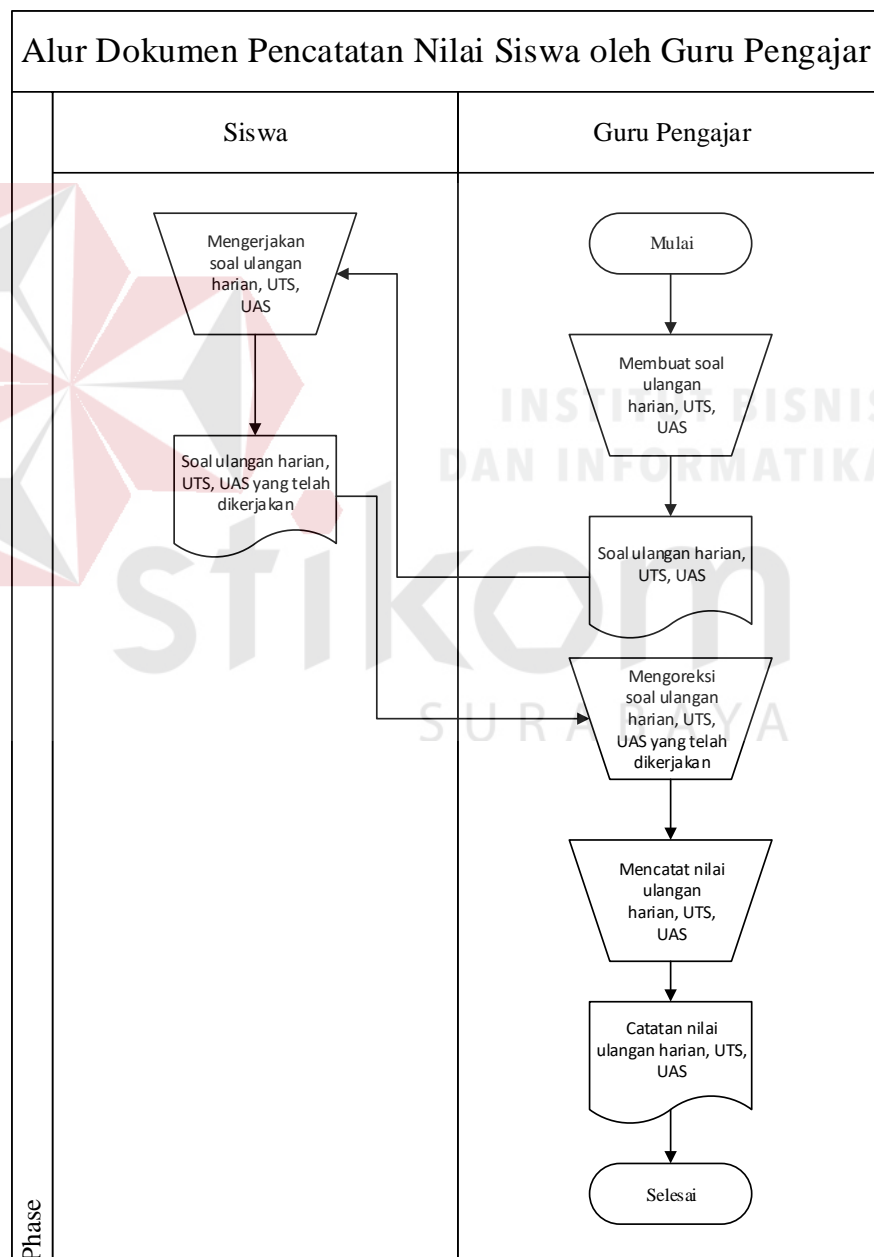 Alur Dokumen Pencatatan Nilai Siswa oleh Guru Pengajar
Siswa
Guru Pengajar
Mengerjakan
soal ulangan
harian, UTS,
UAS
Soal ulangan harian,
UTS, UAS yang telah
dikerjakan
Mulai
Membuat soal
ulangan
harian, UTS,
UAS
Soal ulangan harian,
UTS, UAS
Mengoreksi
soal ulangan
harian, UTS,
UAS yang telah
dikerjakan
Mencatat nilai
ulangan
harian, UTS,
UAS
Catatan nilai
ulangan harian, UTS,
UAS
Selesai
Phase
INSTITUT BISNIS
DAN INFORMATIKA
stikom
SURABAYA